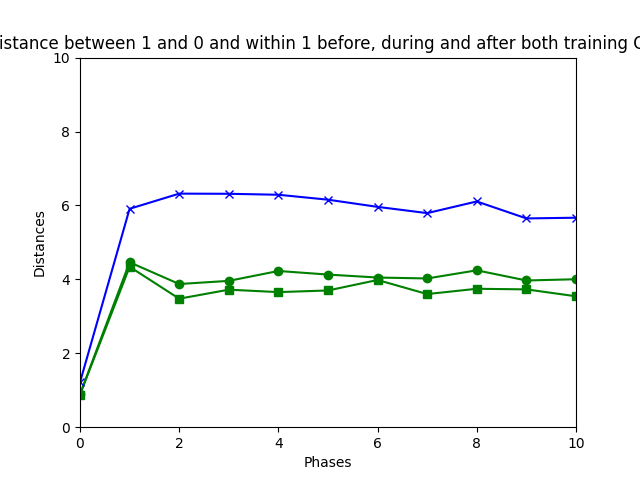 istance between 1 and 0 and within 1 before, during and after both training
10
8
6
4
2
0
Distances
0 2 4 6 8 10
Phases